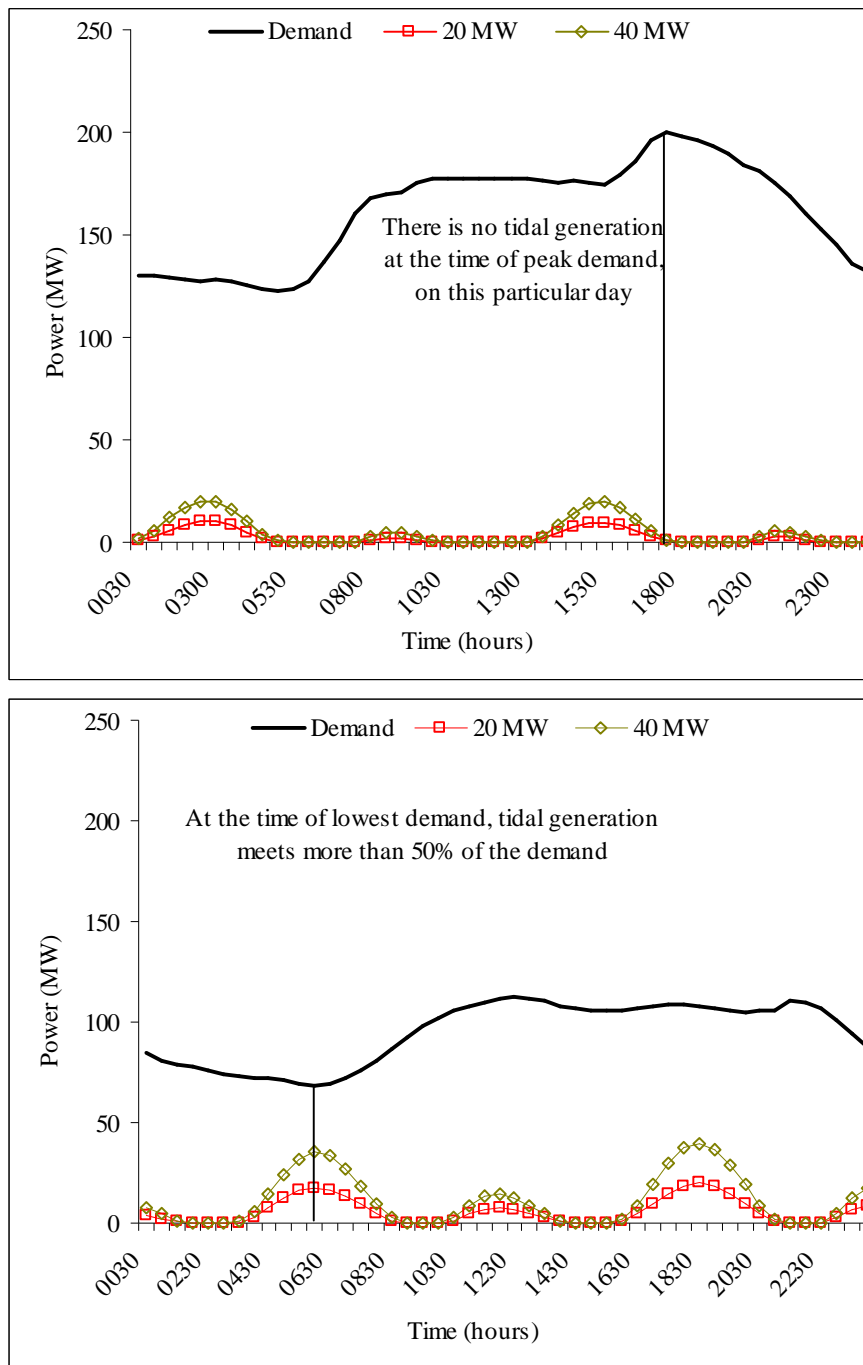 250
Demand 20 MW 40 MW
200
There is no tidal generation
at the time of peak demand,
on this particular day
150
100
50
0
Power (MW)
0030 0300 0530 0800 1030 1300 1530 1800 2030 2300
Time (hours)
250
Demand 20 MW 40 MW
200
At the time of lowest demand, tidal generation
meets more than 50% of the demand
150
100
50
0
Power (MW)
0030 0230 0430 0630 0830 1030 1230 1430 1630 1830 2030 2230
Time (hours)